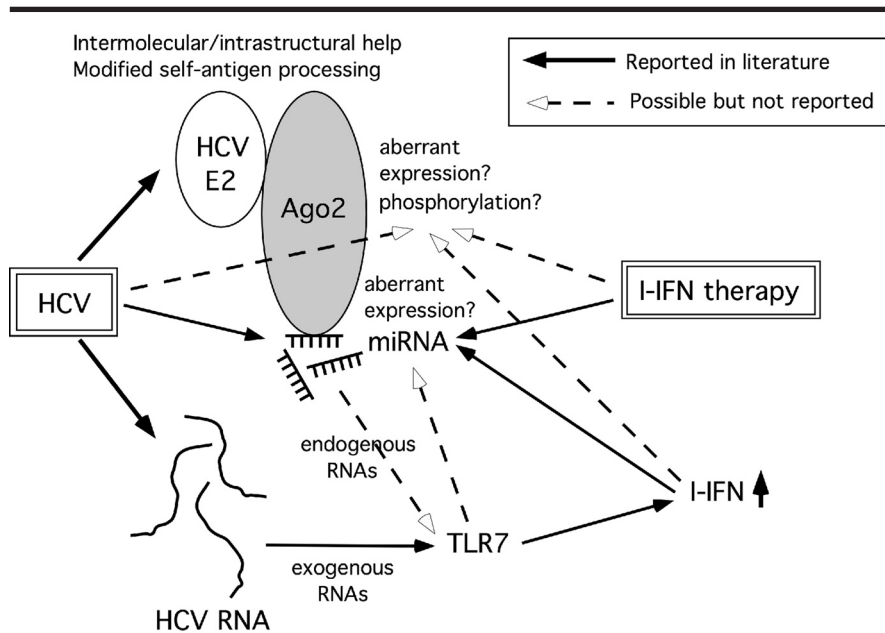 Intermolecular/intrastructural help
Modified self-antigen processing
Reported in literature
Possible but not reported
HCV
E2
Ago2
aberrant
expression?
phosphorylation?
HCV
I-IFN therapy
aberrant
expression?
miRNA
endogenous
RNAs
I-IFN
TLR7
exogenous
RNAs
HCV RNA